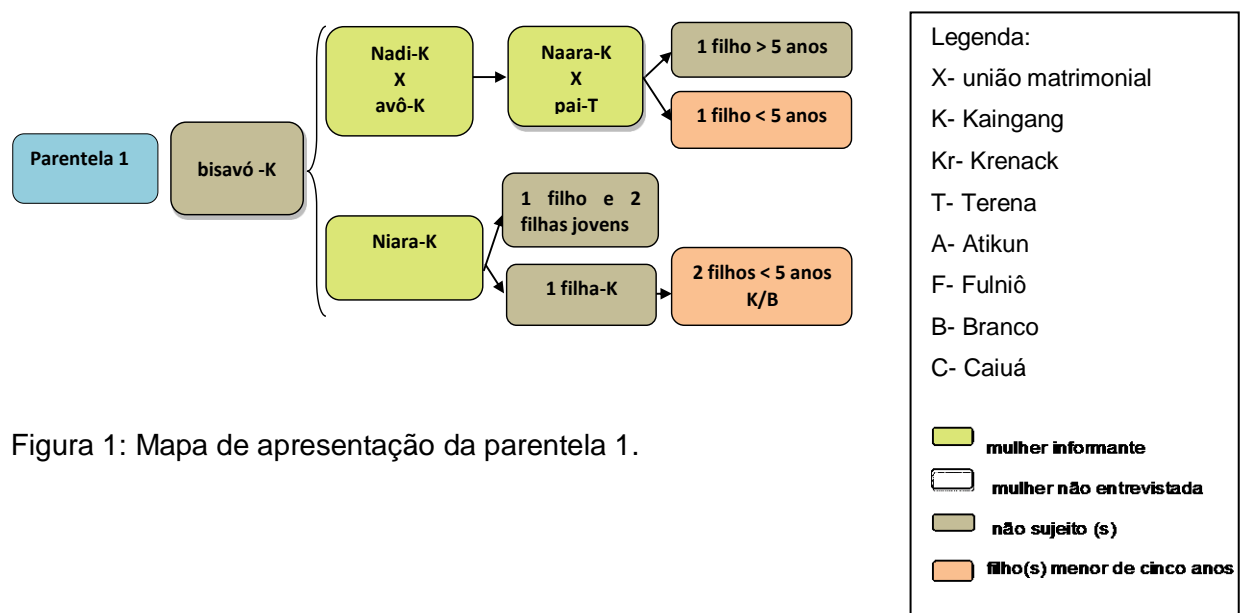 Parentela 1
bisavó -K
Nadi-K
X
avô-K
Naara-K
X
pai-T
1 filho > 5 anos
1 filho < 5 anos
Niara-K
1 filho e 2
filhas jovens
1 filha-K
2 filhos < 5 anos
K/B
Legenda:
X- união matrimonial
K- Kaingang
Kr- Krenack
T- Terena
A- Atikun
F- Fulniô
B- Branco
C- Caiuá
mulher informante
mulher não entrevistada
não sujeito (s)
filho(s) menor de cinco anos
Figura 1: Mapa de apresentação da parentela 1.